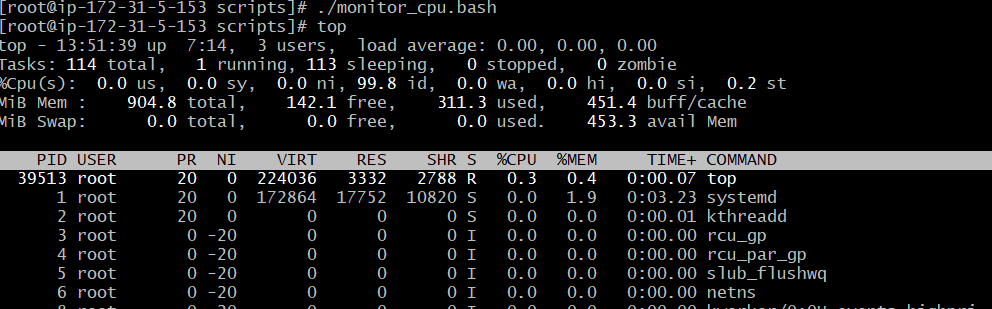 [root@ip-172-31-5-153 scripts]# ./monitor_cpu.bash
[root@ip-172-31-5-153 scripts]# top
top - 13:51:39 up  7:14,  3 users,  load average: 0.00, 0.00, 0.00
Tasks: 114 total,   1 running, 113 sleeping,   0 stopped,   0 zombie
%Cpu(s):  0.0 us,  0.0 sy,  0.0 ni, 99.8 id,  0.0 wa,  0.0 hi,  0.0 si,  0.2 st
MiB Mem :    904.8 total,    142.1 free,    311.3 used,    451.4 buff/cache
MiB Swap:      0.0 total,      0.0 free,      0.0 used.    453.3 avail Mem
PID USER      PR  NI    VIRT    RES    SHR S  %CPU  %MEM     TIME+ COMMAND
39513 root      20   0  224036   3332   2788 R   0.3   0.4   0:00.07 top
1 root      20   0  172864  17752  10820 S   0.0   1.9   0:03.23 systemd
2 root      20   0       0      0      0 S   0.0   0.0   0:00.01 kthreadd
3 root       0 -20       0      0      0 I   0.0   0.0   0:00.00 rcu_gp
4 root       0 -20       0      0      0 I   0.0   0.0   0:00.00 rcu_par_gp
5 root       0 -20       0      0      0 I   0.0   0.0   0:00.00 slub_flushwq
6 root       0 -20       0      0      0 I   0.0   0.0   0:00.00 netns